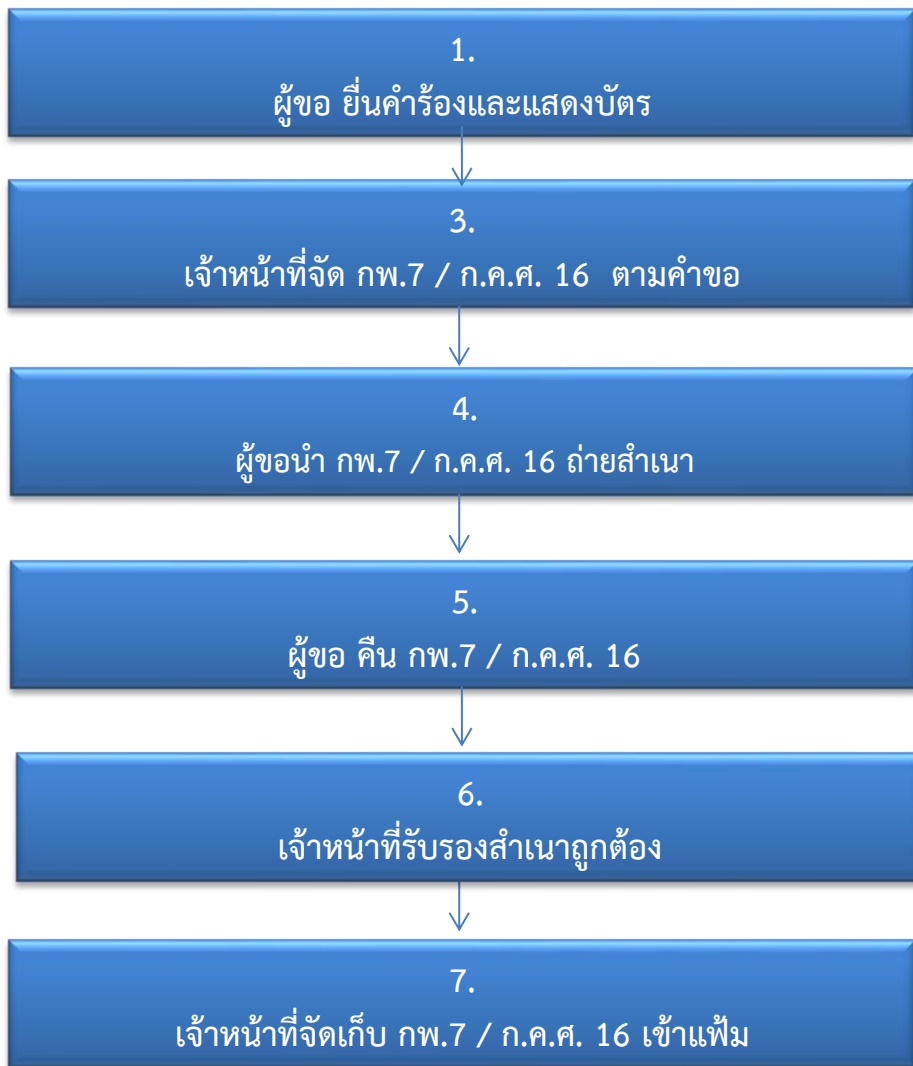 1.
ผู้ขอ ยื่นคำร้องและแสดงบัตร
3.
เจ้าหน้าที่จัด กพ.7 / ก.ค.ศ. 16 ตามคำขอ
4.
ผู้ขอนำ กพ.7 / ก.ค.ศ. 16 ถ่ายสำเนา
5.
ผู้ขอ คืน กพ.7 / ก.ค.ศ. 16
6.
เจ้าหน้าที่รับรองสำเนาถูกต้อง
7.
เจ้าหน้าที่จัดเก็บ กพ.7 / ก.ค.ศ. 16 เข้าแฟ้ม